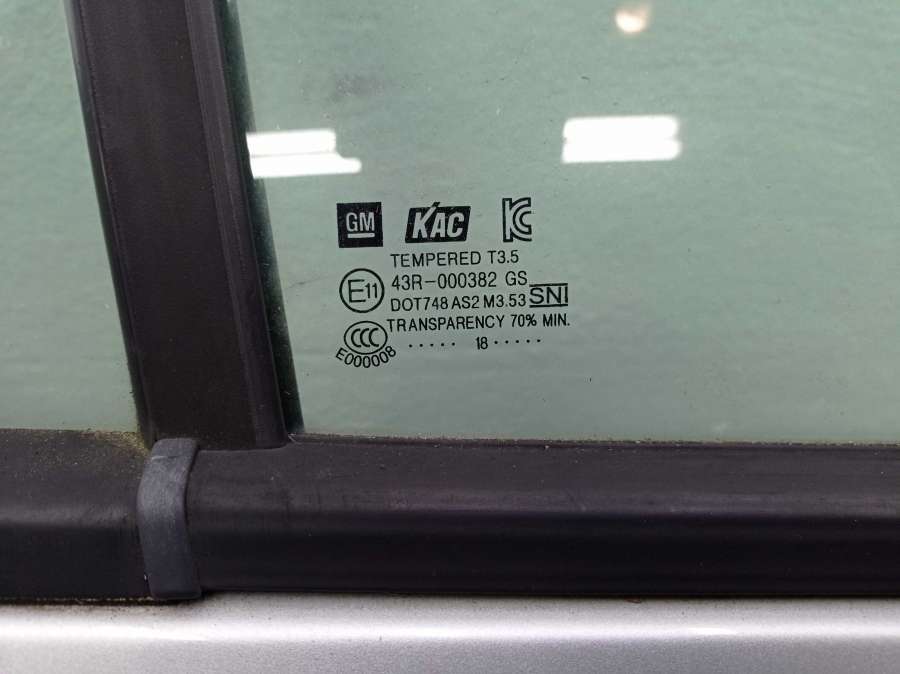 GM KAC KC
TEMPERED T3.5
E11 43R-000382 GS
DOT748 AS2 M3.53 SNI
CCC TRANSPARENCY 70% MIN.
E000008 ..... 18 .....